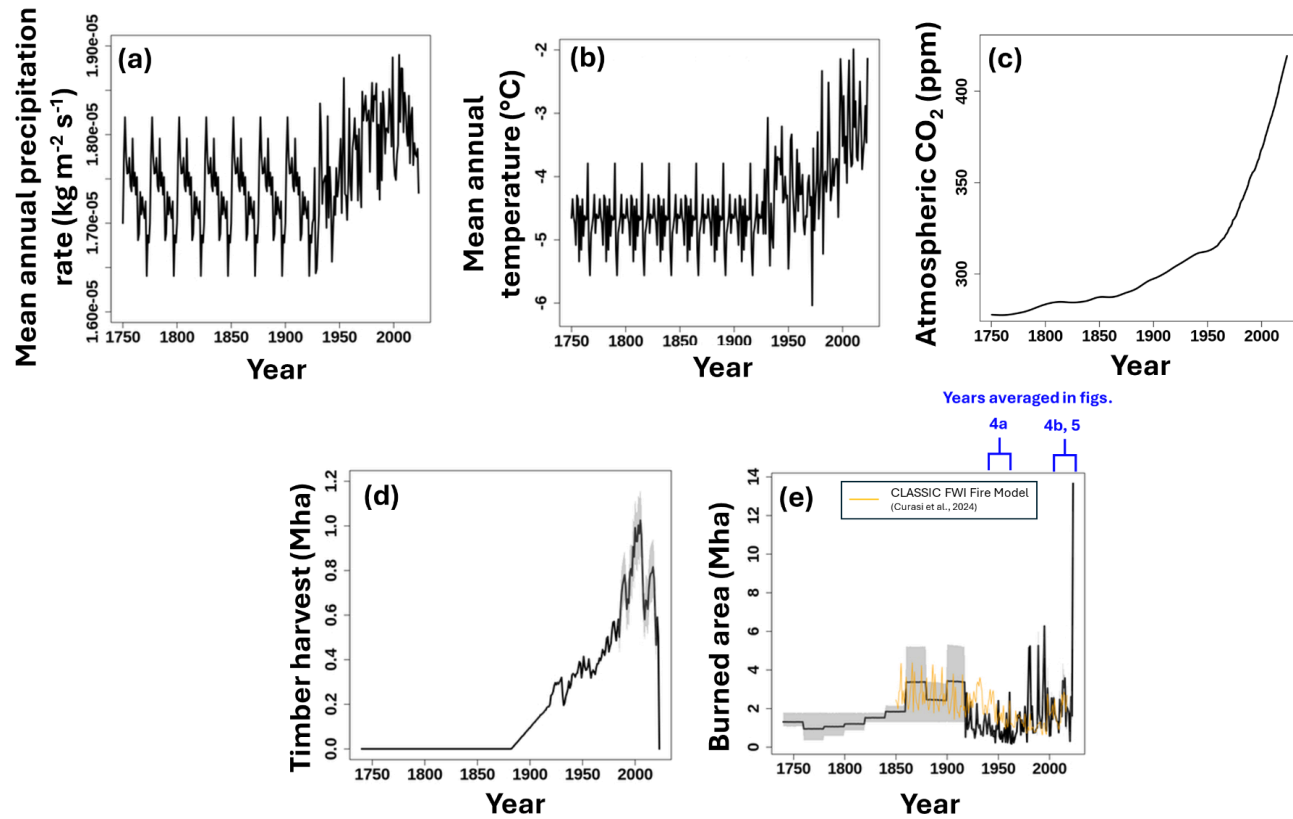 (a)
Mean annual precipitation
rate (kg m⁻² s⁻¹)
1.90e-05
1.80e-05
1.70e-05
1.60e-05
1750 1800 1850 1900 1950 2000
Year
(b)
Mean annual
temperature (°C)
-2
-3
-4
-5
-6
1750 1800 1850 1900 1950 2000
Year
(c)
Atmospheric CO₂ (ppm)
400
350
300
1750 1800 1850 1900 1950 2000
Year
(d)
Timber harvest (Mha)
1.2
1.0
0.8
0.6
0.4
0.2
0.0
1750 1800 1850 1900 1950 2000
Year
Years averaged in figs.
4a 4b, 5
(e)
CLASSIC FWI Fire Model
(Curasi et al., 2024)
Burned area (Mha)
14
12
10
8
6
4
2
0
1750 1800 1850 1900 1950 2000
Year